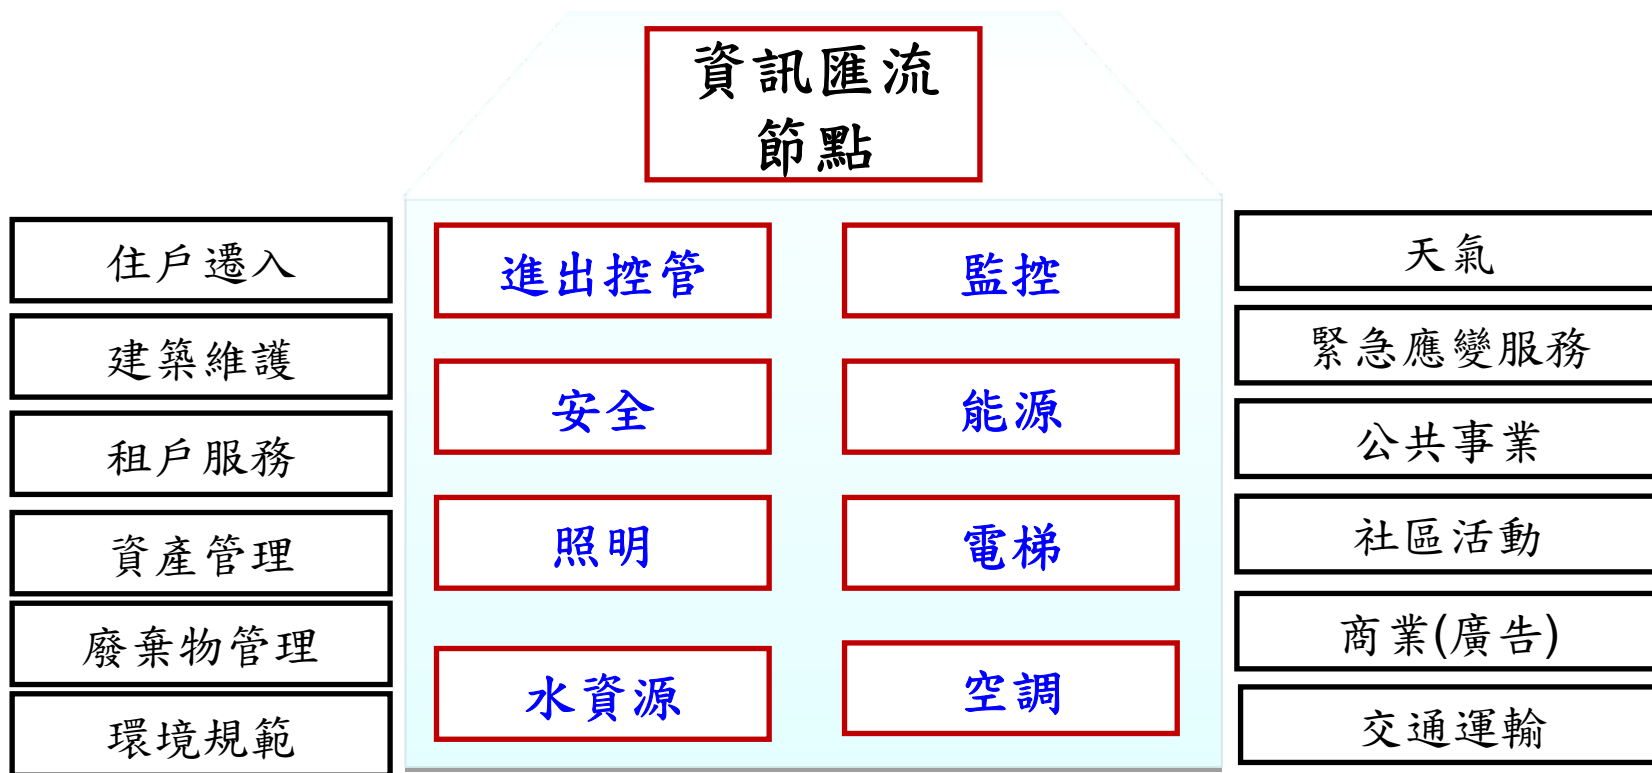 資訊匯流
節點
住戶遷入
建築維護
租戶服務
資產管理
廢棄物管理
環境規範
進出控管
監控
安全
能源
照明
電梯
水資源
空調
天氣
緊急應變服務
公共事業
社區活動
商業(廣告)
交通運輸